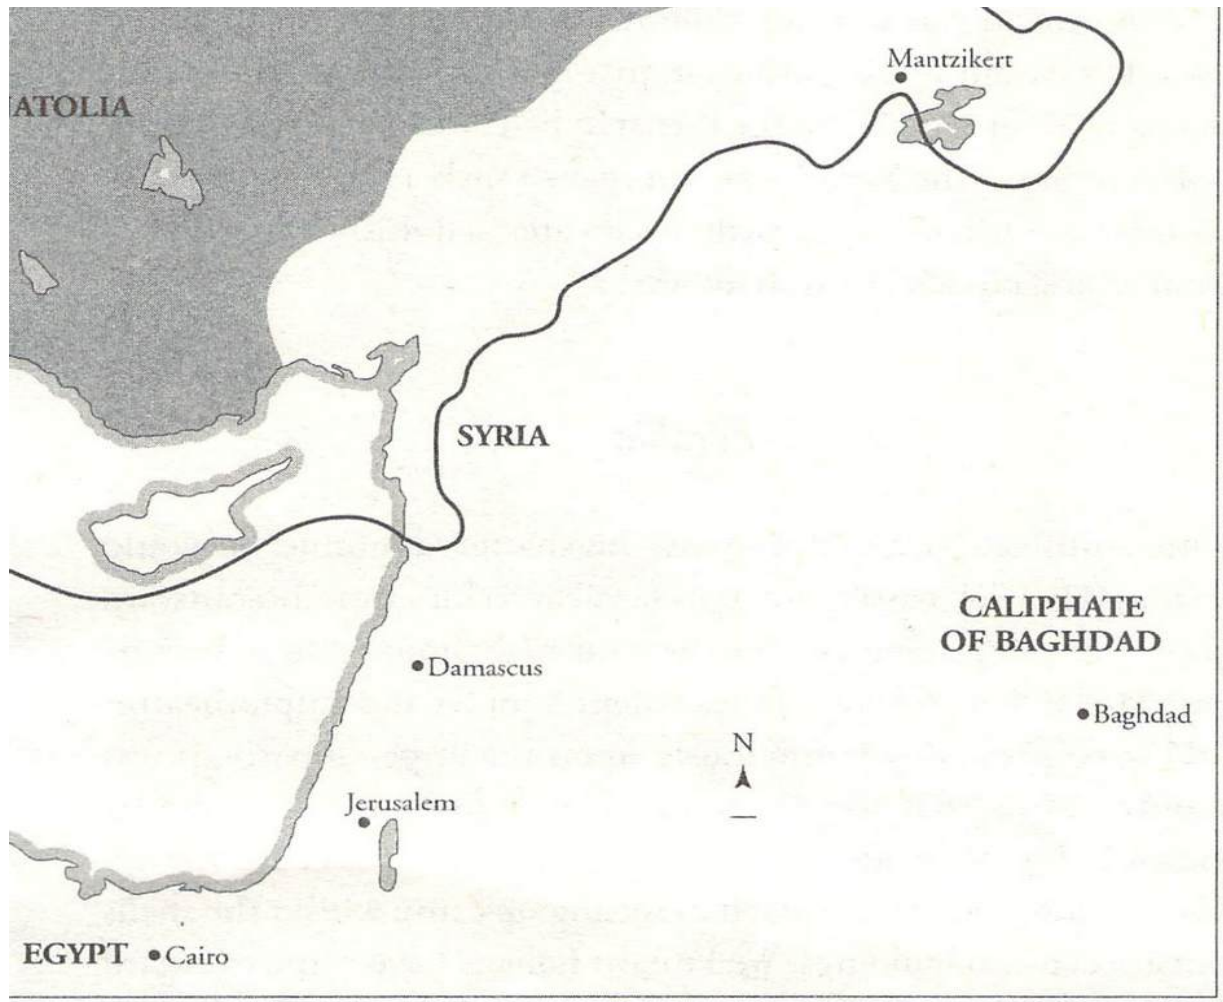 Mantzikert
ATOLIA
SYRIA
CALIPHATE
OF BAGHDAD
Damascus
Baghdad
N
Jerusalem
EGYPT
Cairo